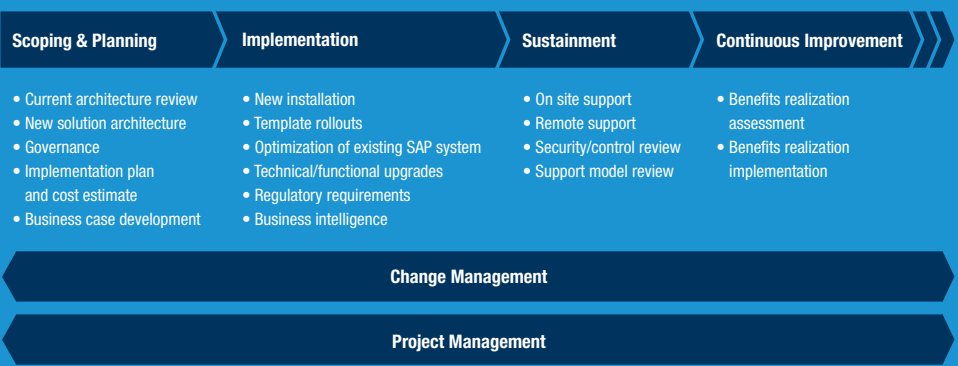 Scoping & Planning
• Current architecture review
• New solution architecture
• Governance
• Implementation plan
and cost estimate
• Business case development
Implementation
• New installation
• Template rollouts
• Optimization of existing SAP system
• Technical/functional upgrades
• Regulatory requirements
• Business intelligence
Sustainment
• On site support
• Remote support
• Security/control review
• Support model review
Continuous Improvement
• Benefits realization
assessment
• Benefits realization
implementation
Change Management
Project Management